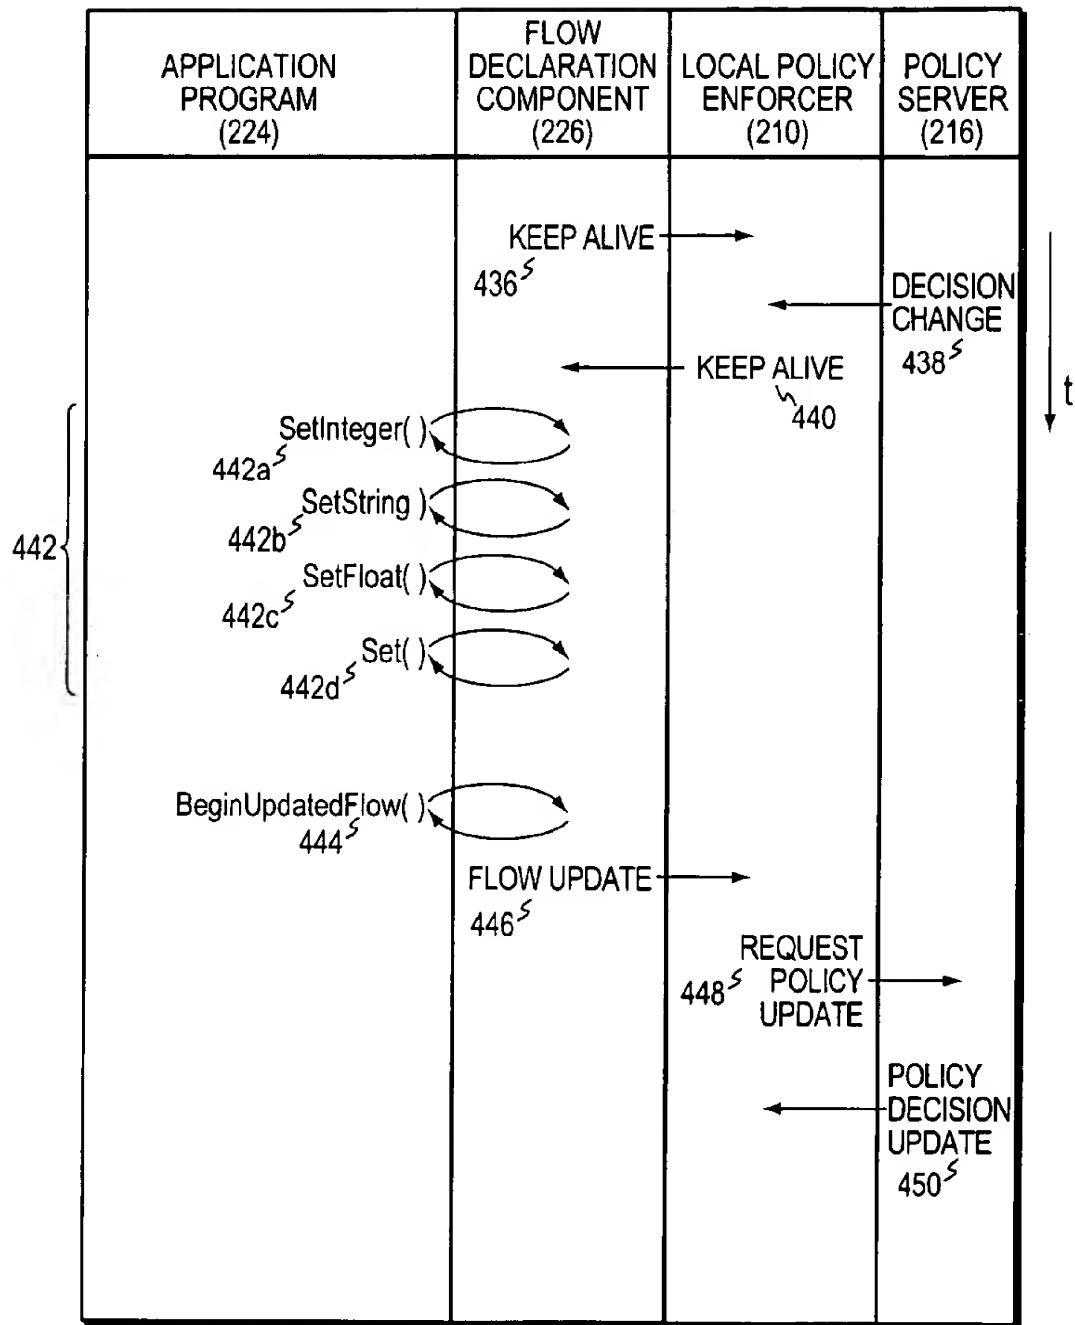 APPLICATION
PROGRAM
(224)
FLOW
DECLARATION
COMPONENT
(226)
LOCAL POLICY
ENFORCER
(210)
POLICY
SERVER
(216)
KEEP ALIVE
436
DECISION
CHANGE
438
t
KEEP ALIVE
440
442
SetInteger( )
442a
SetString )
442b
SetFloat( )
442c
Set( )
442d
BeginUpdatedFlow( )
444
FLOW UPDATE
446
REQUEST
POLICY
UPDATE
448
POLICY
DECISION
UPDATE
450